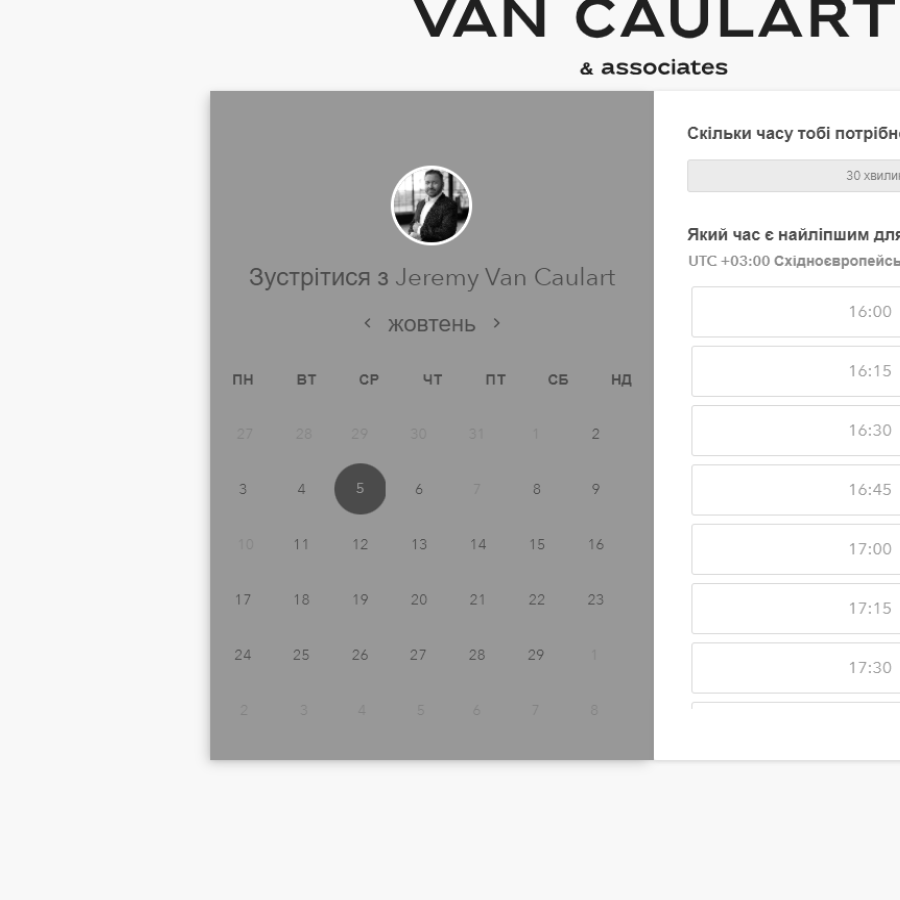 VAN CAULART
& associates
Зустрітися з Jeremy Van Caulart
жовтень
ПН ВТ СР ЧТ ПТ СБ НД
27 28 29 30 31 1 2
3 4 5 6 7 8 9
10 11 12 13 14 15 16
17 18 19 20 21 22 23
24 25 26 27 28 29 1
2 3 4 5 6 7 8
Скільки часу тобі потрібн
30 хвили
Який час є найліпшим для
UTC +03:00 Східноєвропейсь
16:00
16:15
16:30
16:45
17:00
17:15
17:30